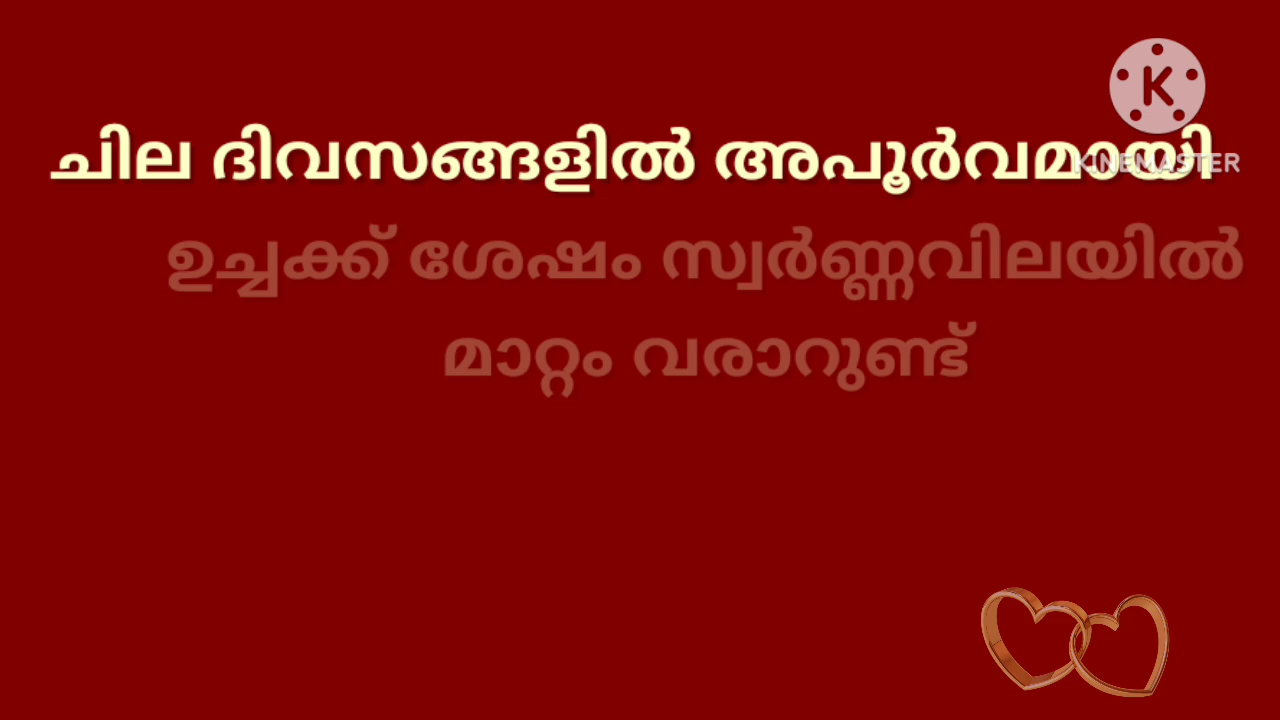 ചില ദിവസങ്ങളിൽ അപൂർവമായി
ഉച്ചക്ക് ശേഷം സ്വർണ്ണവിലയിൽ
മാറ്റം വരാറുണ്ട്
K
KINEMASTER